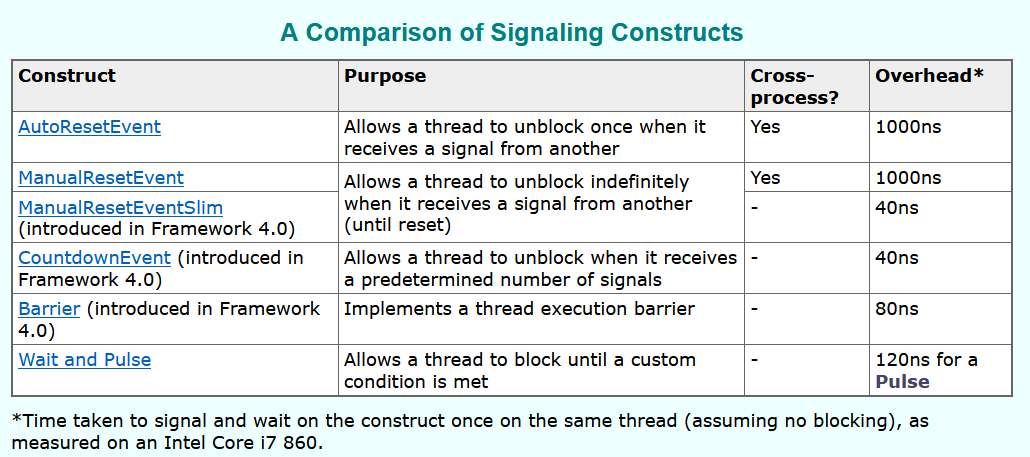 A Comparison of Signaling Constructs
Construct
Purpose
Cross-
process?
Overhead*
AutoResetEvent
Allows a thread to unblock once when it
receives a signal from another
Yes
1000ns
ManualResetEvent
Allows a thread to unblock indefinitely
when it receives a signal from another
(until reset)
Yes
1000ns
ManualResetEventSlim
(introduced in Framework 4.0)
-
40ns
CountdownEvent (introduced in
Framework 4.0)
Allows a thread to unblock when it receives
a predetermined number of signals
-
40ns
Barrier (introduced in Framework
4.0)
Implements a thread execution barrier
-
80ns
Wait and Pulse
Allows a thread to block until a custom
condition is met
-
120ns for a
Pulse
*Time taken to signal and wait on the construct once on the same thread (assuming no blocking), as
measured on an Intel Core i7 860.